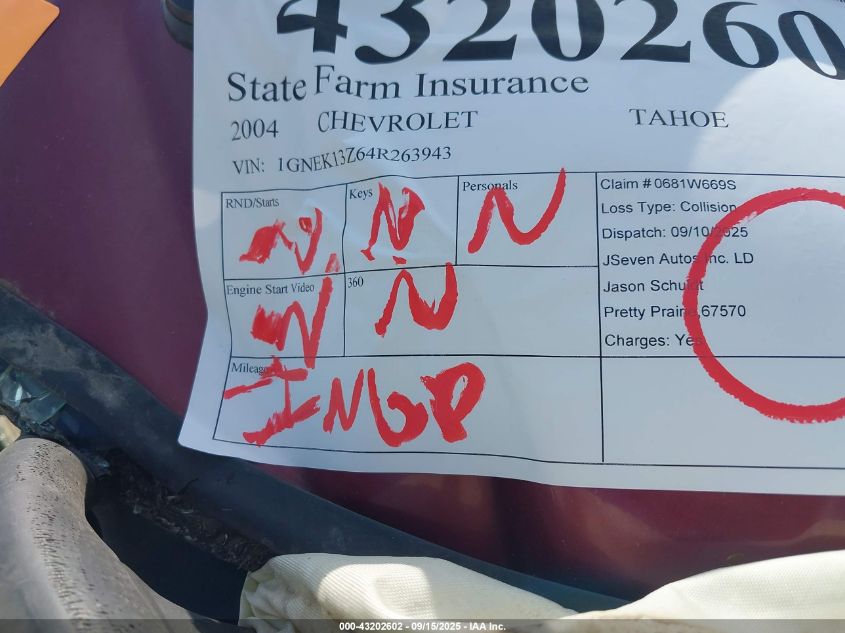 4320260
State Farm Insurance
2004 CHEVROLET TAHOE
VIN: 1GNEK13Z64R263943
RND/Starts Keys Personals
N N N
Engine Start Video 360
N N
Mileage
INOP
Claim # 0681W669S
Loss Type: Collision
Dispatch: 09/10/2025
JSeven Autos Inc. LD
Jason Schuldt
Pretty Prairie, 67570
Charges: Yes
000-43202602 - 09/15/2025 - IAA Inc.